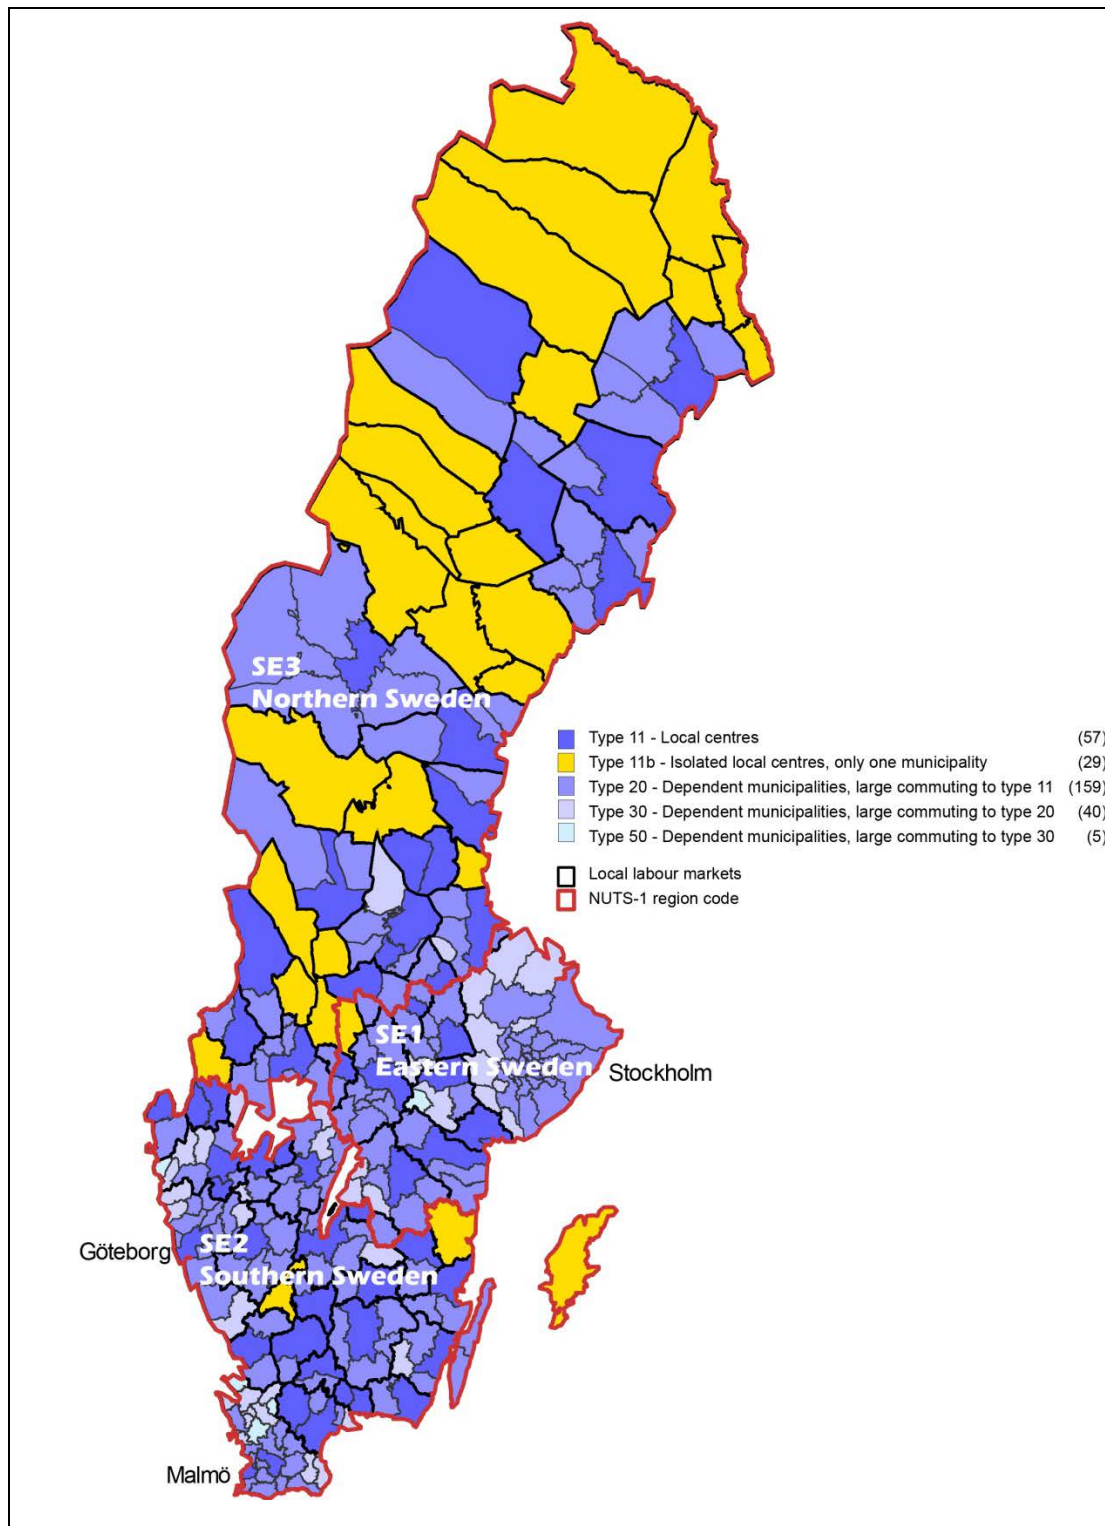 SE3
Northern Sweden
Type 11 - Local centres (57)
Type 11b - Isolated local centres, only one municipality (29)
Type 20 - Dependent municipalities, large commuting to type 11 (159)
Type 30 - Dependent municipalities, large commuting to type 20 (40)
Type 50 - Dependent municipalities, large commuting to type 30 (5)
Local labour markets
NUTS-1 region code
SE1
Eastern Sweden
Stockholm
Göteborg
SE2
Southern Sweden
Malmö